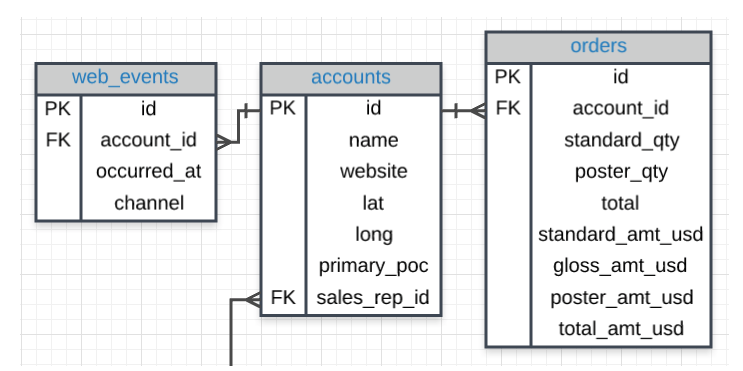 web_events
PK id
FK account_id
occurred_at
channel
accounts
PK id
name
website
lat
long
primary_poc
FK sales_rep_id
orders
PK id
FK account_id
standard_qty
poster_qty
total
standard_amt_usd
gloss_amt_usd
poster_amt_usd
total_amt_usd